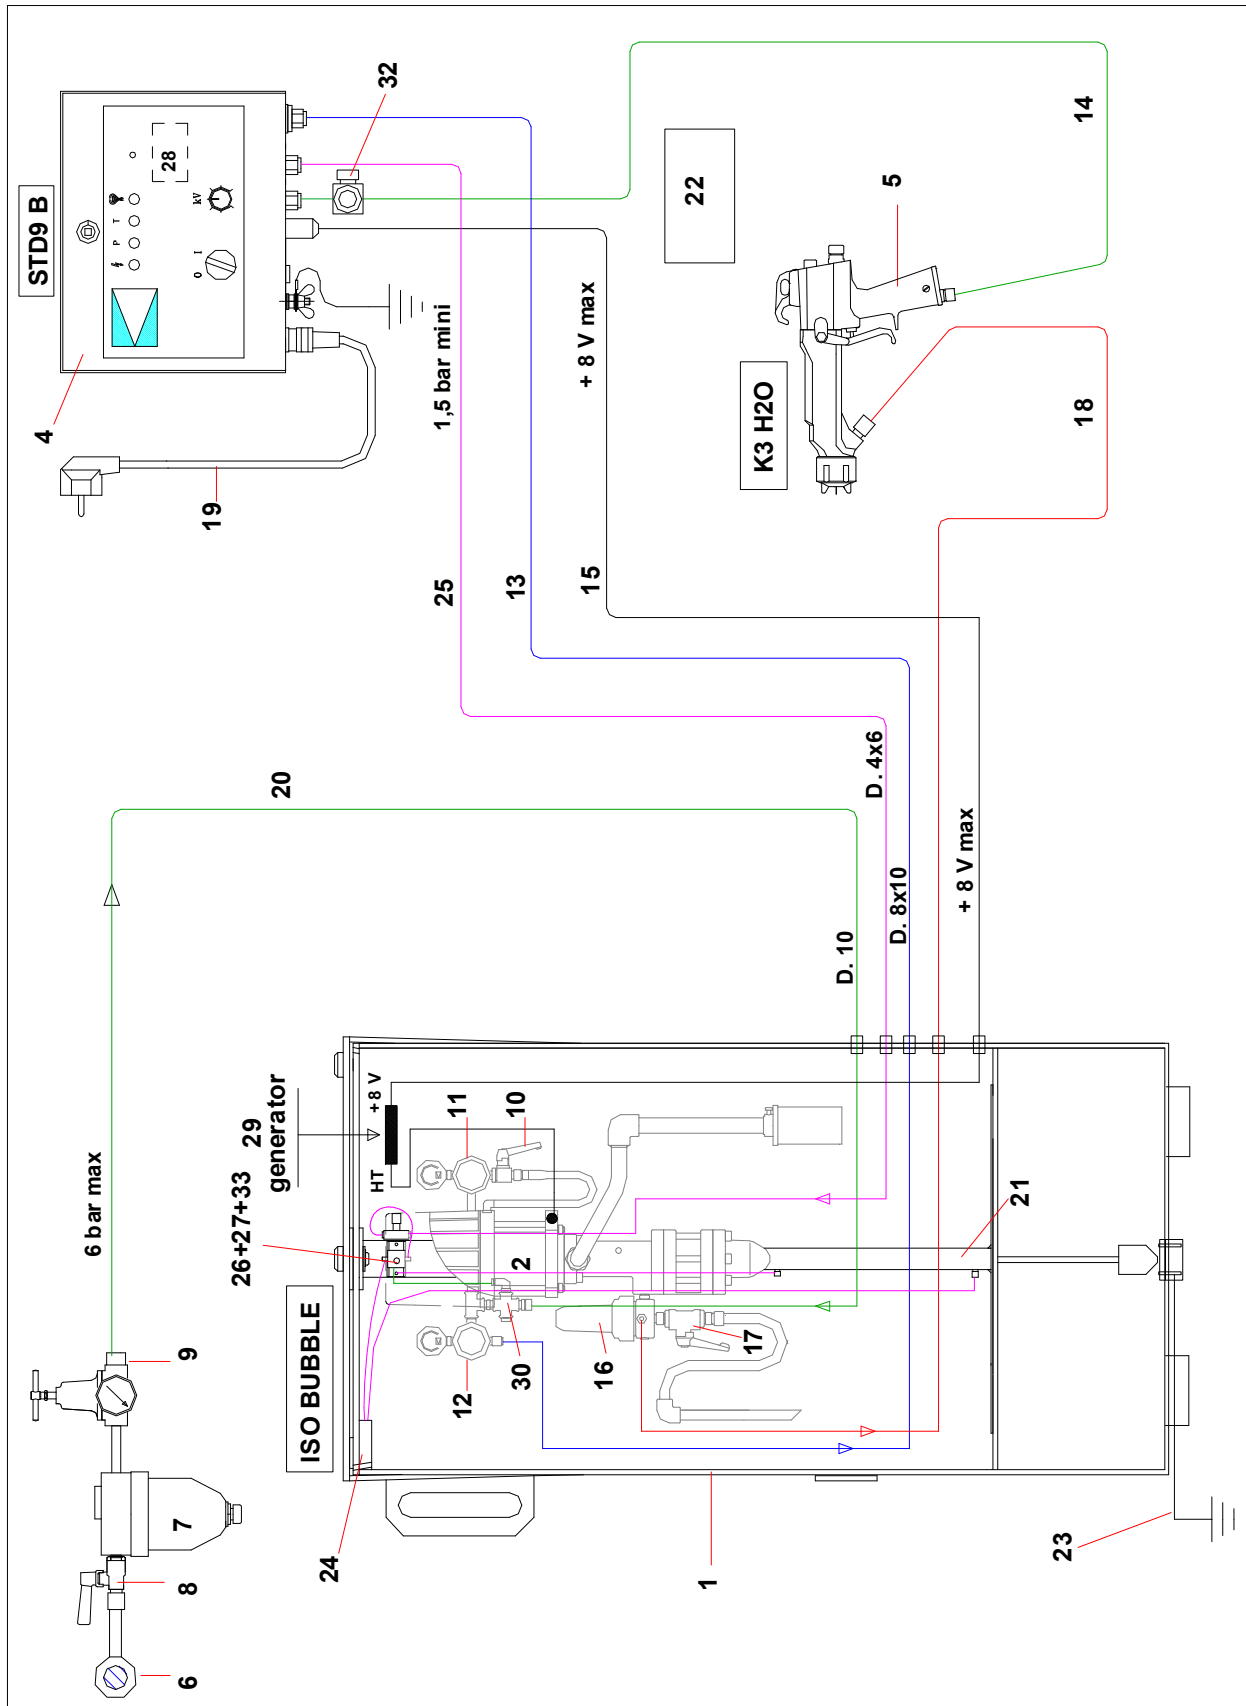 STD9 B
4
P T
28
O I
kV
32
6 bar max
9
7
8
6
19
20
29
generator
HT
+8 V
26+27+33
ISO BUBBLE
24
11
10
12
2
30
16
17
21
1
23
1,5 bar mini
25
13
15
+ 8 V max
D. 10
D. 4x6
D. 8x10
+ 8 V max
22
5
K3 H2O
14
18